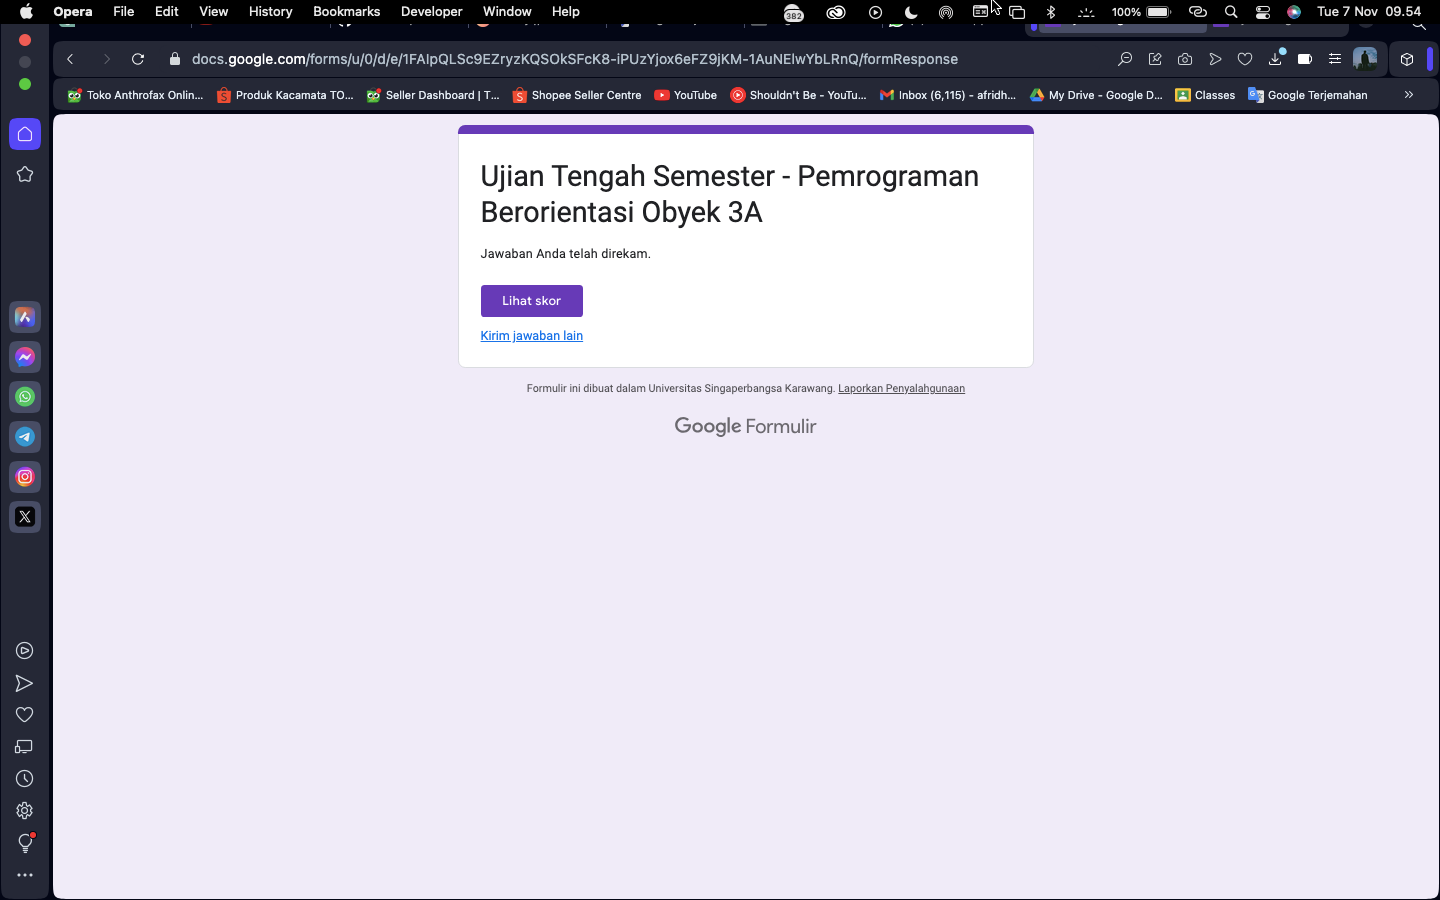 Opera File Edit View History Bookmarks Developer Window Help 382 100% Tue 7 Nov 09.54
docs.google.com/forms/u/0/d/e/1FAIpQLSc9EZryzKQSOkSFcK8-iPUzYjox6eFZ9jKM-1AuNElwYbLRnQ/formResponse
Toko Anthrofax Onlin... Produk Kacamata TO... Seller Dashboard | T... Shopee Seller Centre YouTube Shouldn't Be - YouTu... Inbox (6,115) - afridh... My Drive - Google D... Classes Google Terjemahan
Ujian Tengah Semester - Pemrograman
Berorientasi Obyek 3A
Jawaban Anda telah direkam.
Lihat skor
Kirim jawaban lain
Formulir ini dibuat dalam Universitas Singaperbangsa Karawang. Laporkan Penyalahgunaan
Google Formulir